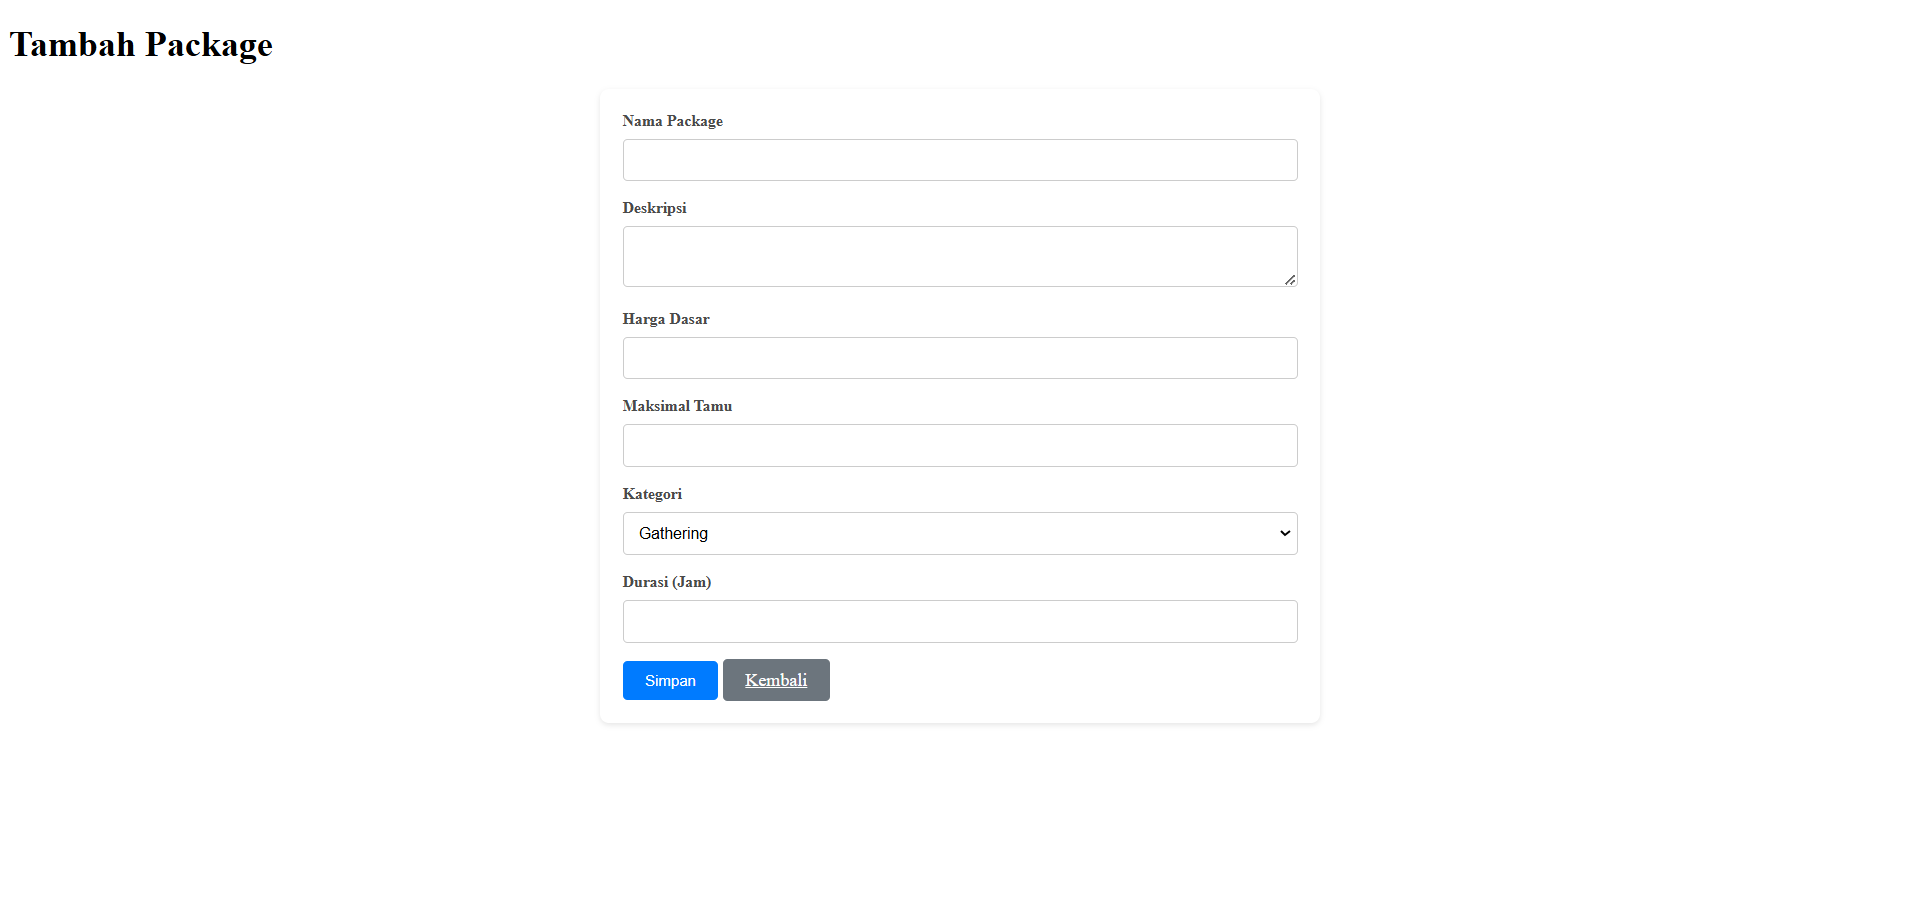 Tambah Package
Nama Package
Deskripsi
Harga Dasar
Maksimal Tamu
Kategori
Gathering
Durasi (Jam)
Simpan Kembali